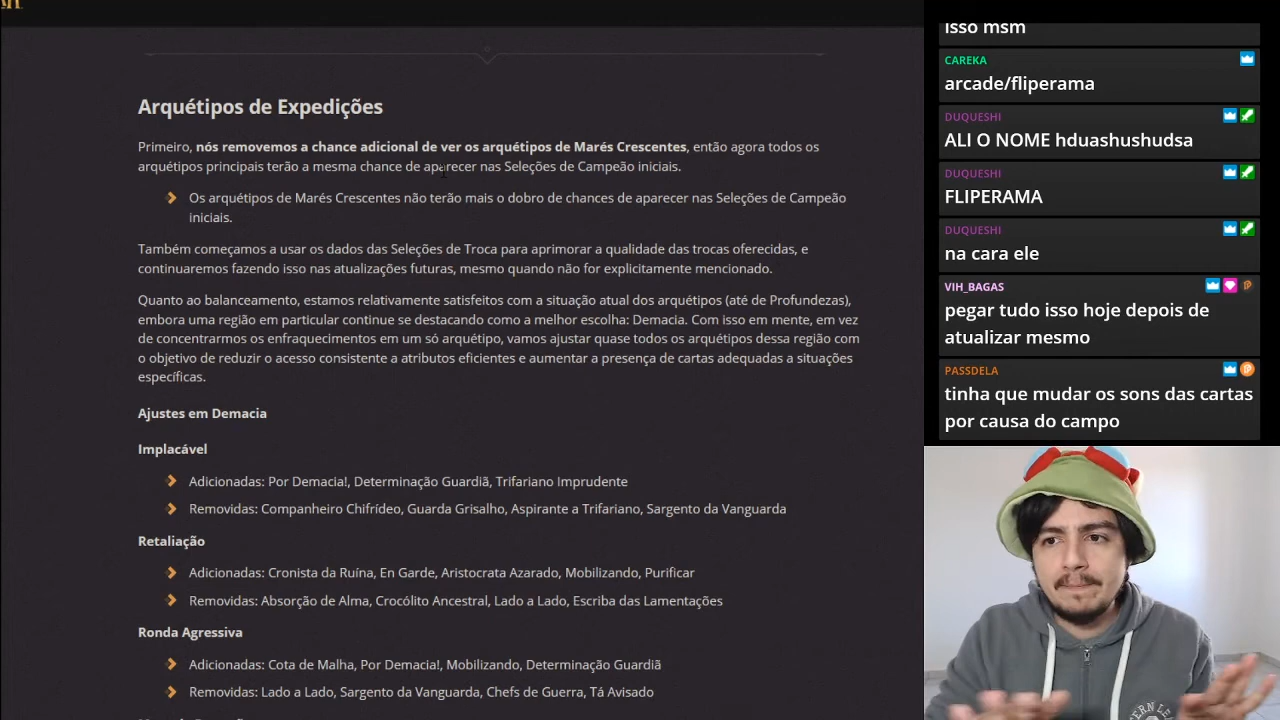 Arquétipos de Expedições
Primeiro, nós removemos a chance adicional de ver os arquétipos de Marés Crescentes, então agora todos os
arquétipos principais terão a mesma chance de aparecer nas Seleções de Campeão iniciais.
Os arquétipos de Marés Crescentes não terão mais o dobro de chances de aparecer nas Seleções de Campeão
iniciais.
Também começamos a usar os dados das Seleções de Troca para aprimorar a qualidade das trocas oferecidas, e
continuaremos fazendo isso nas atualizações futuras, mesmo quando não for explicitamente mencionado.
Quanto ao balanceamento, estamos relativamente satisfeitos com a situação atual dos arquétipos (até de Profundezas),
embora uma região em particular continue se destacando como a melhor escolha: Demacia. Com isso em mente, em vez
de concentrarmos os enfraquecimentos em um só arquétipo, vamos ajustar quase todos os arquétipos dessa região com
o objetivo de reduzir o acesso consistente a atributos eficientes e aumentar a presença de cartas adequadas a situações
específicas.
Ajustes em Demacia
Implacável
Adicionadas: Por Demacia!, Determinação Guardiã, Trifariano Imprudente
Removidas: Companheiro Chifrídeo, Guarda Grisalho, Aspirante a Trifariano, Sargento da Vanguarda
Retaliação
Adicionadas: Cronista da Ruína, En Garde, Aristocrata Azarado, Mobilizando, Purificar
Removidas: Absorção de Alma, Crocólito Ancestral, Lado a Lado, Escriba das Lamentações
Ronda Agressiva
Adicionadas: Cota de Malha, Por Demacia!, Mobilizando, Determinação Guardiã
Removidas: Lado a Lado, Sargento da Vanguarda, Chefs de Guerra, Tá Avisado
isso msm
CAREKA
arcade/fliperama
DUQUESHI
ALI O NOME hduashushudsa
DUQUESHI
FLIPERAMA
DUQUESHI
na cara ele
VIH_BAGAS
pegar tudo isso hoje depois de
atualizar mesmo
PASSDELA
tinha que mudar os sons das cartas
por causa do campo